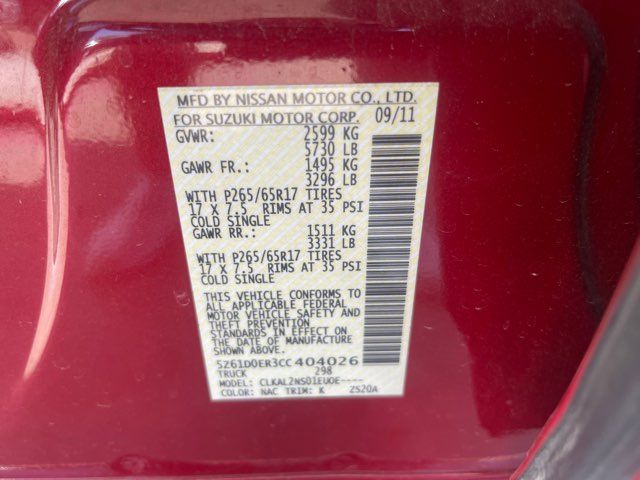 MFD BY NISSAN MOTOR CO., LTD.
FOR SUZUKI MOTOR CORP. 09/11
GVWR: 2599 KG
5730 LB
GAWR FR.: 1495 KG
3296 LB
WITH P265/65R17 TIRES
17 X 7.5 RIMS AT 35 PSI
COLD SINGLE
GAWR RR.: 1511 KG
3331 LB
WITH P265/65R17 TIRES
17 X 7.5 RIMS AT 35 PSI
COLD SINGLE
THIS VEHICLE CONFORMS TO
ALL APPLICABLE FEDERAL
MOTOR VEHICLE SAFETY AND
THEFT PREVENTION
STANDARDS IN EFFECT ON
THE DATE OF MANUFACTURE
SHOWN ABOVE.
5Z61D0ER3CC404026
TRUCK 298
MODEL: CLKAL2NS01EU0E----
COLOR: NAC TRIM: K ZS20A